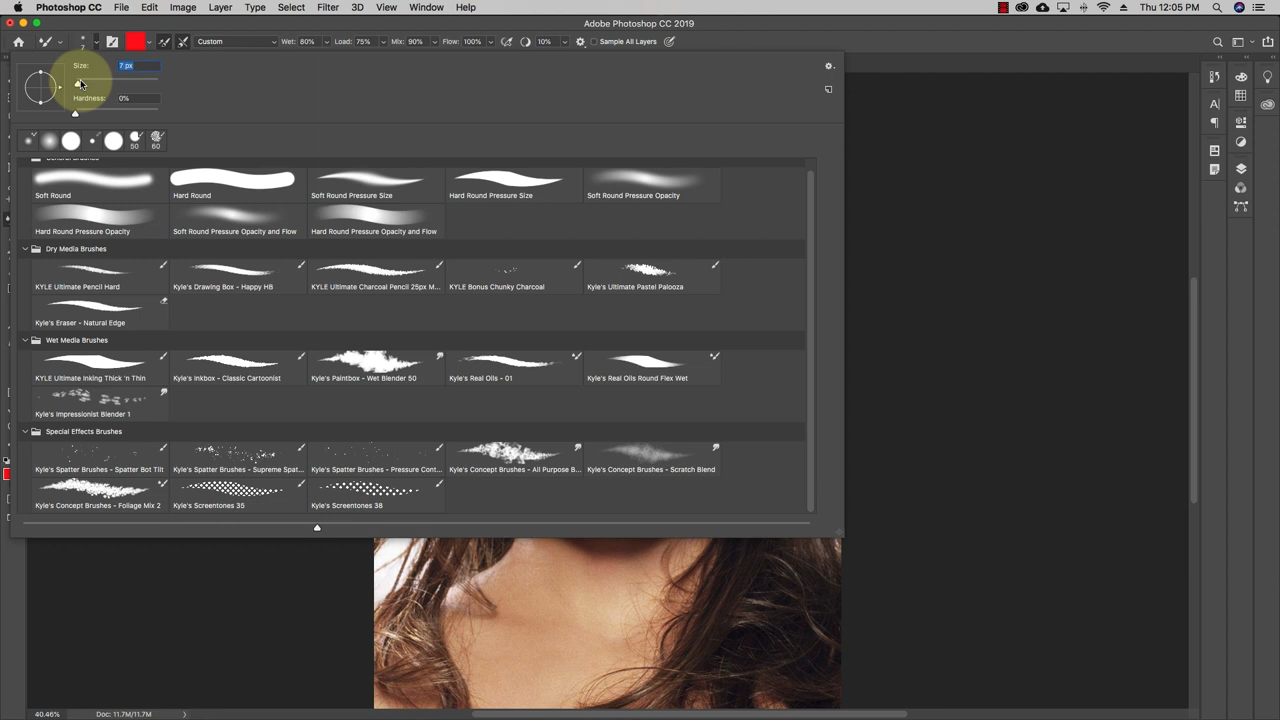 Photoshop CC File Edit Image Layer Type Select Filter 3D View Window Help Thu 12:05 PM
Adobe Photoshop CC 2019
7 Custom Wet: 80% Load: 75% Mix: 90% Flow: 100% 10% Sample All Layers
Size: 7 px
Hardness: 0%
50 60
General Brushes
Soft Round Hard Round Soft Round Pressure Size Hard Round Pressure Size Soft Round Pressure Opacity
Hard Round Pressure Opacity Soft Round Pressure Opacity and Flow Hard Round Pressure Opacity and Flow
Dry Media Brushes
KYLE Ultimate Pencil Hard Kyle's Drawing Box - Happy HB KYLE Ultimate Charcoal Pencil 25px M... KYLE Bonus Chunky Charcoal Kyle's Ultimate Pastel Palooza
Kyle's Eraser - Natural Edge
Wet Media Brushes
KYLE Ultimate Inking Thick 'n Thin Kyle's Inkbox - Classic Cartoonist Kyle's Paintbox - Wet Blender 50 Kyle's Real Oils - 01 Kyle's Real Oils Round Flex Wet
Kyle's Impressionist Blender 1
Special Effects Brushes
Kyle's Spatter Brushes - Spatter Bot Tilt Kyle's Spatter Brushes - Supreme Spat... Kyle's Spatter Brushes - Pressure Cont... Kyle's Concept Brushes - All Purpose B... Kyle's Concept Brushes - Scratch Blend
Kyle's Concept Brushes - Foliage Mix 2 Kyle's Screentones 35 Kyle's Screentones 38
40.46% Doc: 11.7M/11.7M